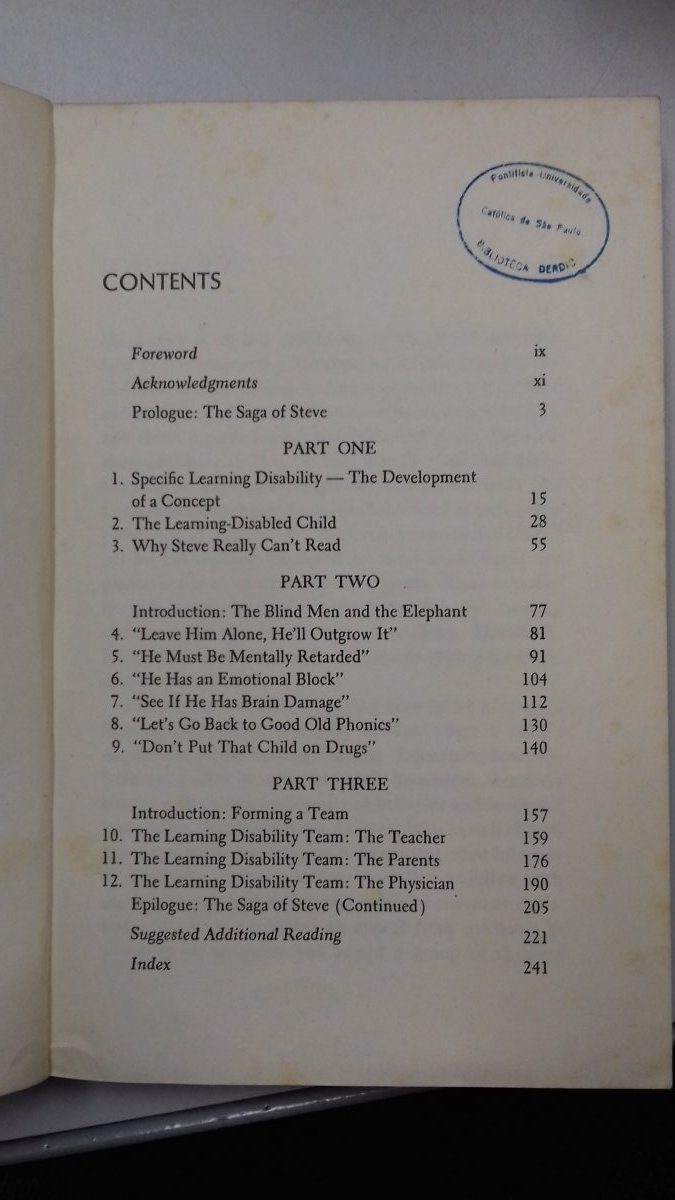 Pontifísia Universidade
Católica de São Paulo
BIBLIOTECA DERDIC
CONTENTS
Foreword ix
Acknowledgments xi
Prologue: The Saga of Steve 3
PART ONE
1. Specific Learning Disability — The Development
of a Concept 15
2. The Learning-Disabled Child 28
3. Why Steve Really Can't Read 55
PART TWO
Introduction: The Blind Men and the Elephant 77
4. "Leave Him Alone, He'll Outgrow It" 81
5. "He Must Be Mentally Retarded" 91
6. "He Has an Emotional Block" 104
7. "See If He Has Brain Damage" 112
8. "Let's Go Back to Good Old Phonics" 130
9. "Don't Put That Child on Drugs" 140
PART THREE
Introduction: Forming a Team 157
10. The Learning Disability Team: The Teacher 159
11. The Learning Disability Team: The Parents 176
12. The Learning Disability Team: The Physician 190
Epilogue: The Saga of Steve (Continued) 205
Suggested Additional Reading 221
Index 241